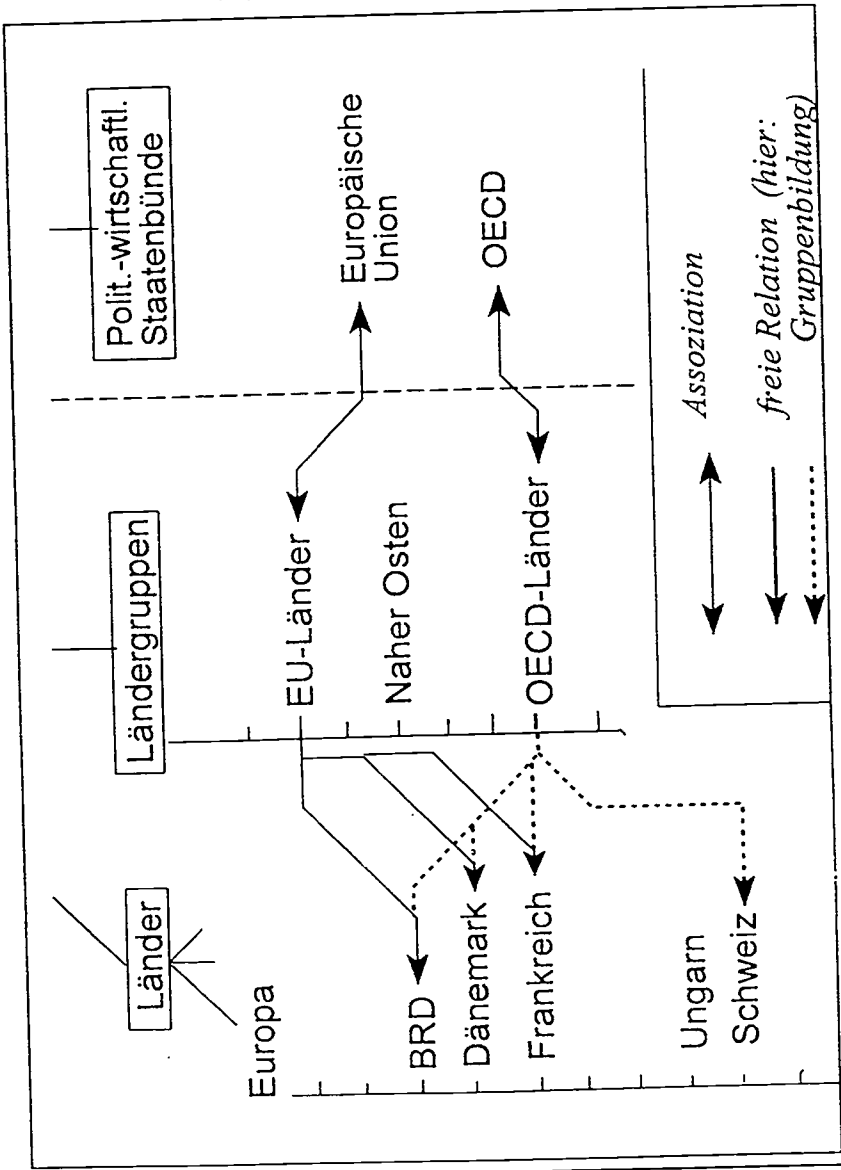 Länder
Ländergruppen
Polit.-wirtschaftl.
Staatenbünde
Europa
BRD
Dänemark
Frankreich
Ungarn
Schweiz
EU-Länder
Naher Osten
OECD-Länder
Europäische
Union
OECD
Assoziation
freie Relation (hier:
Gruppenbildung)